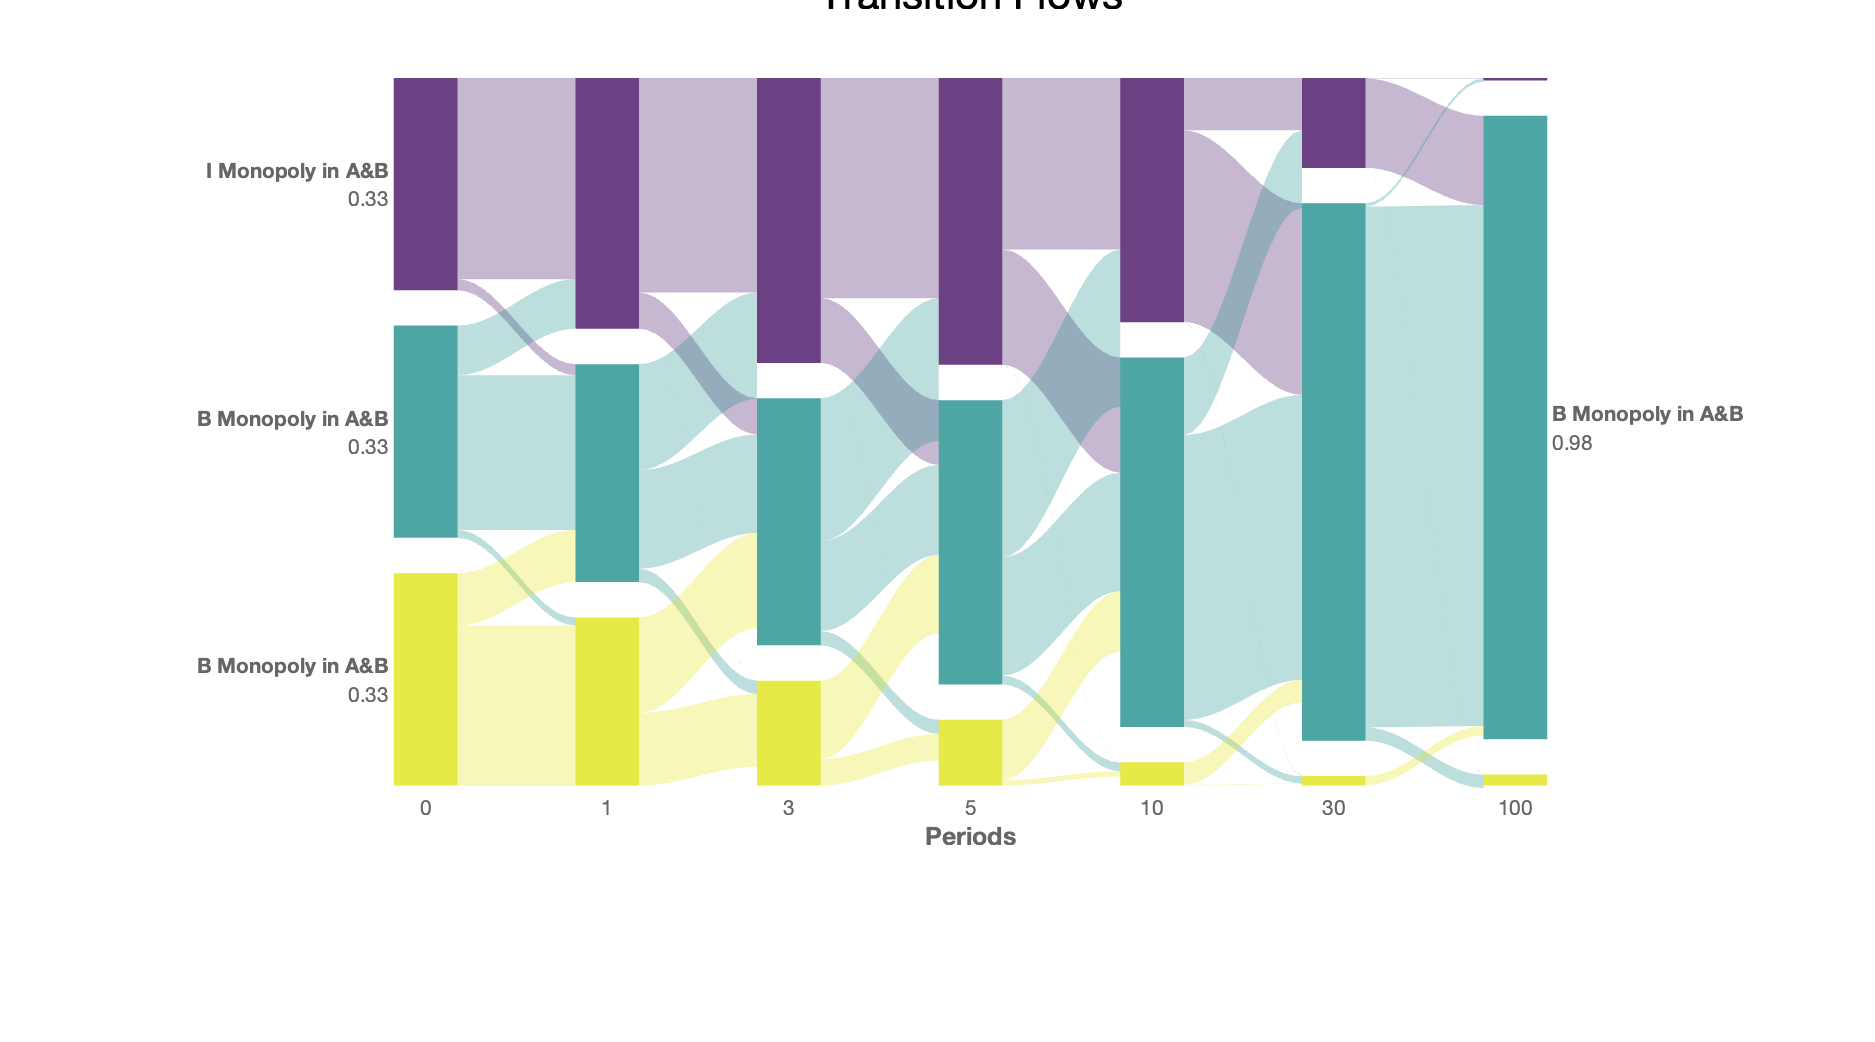 Transition Flows
I Monopoly in A&B
0.33
B Monopoly in A&B
0.33
B Monopoly in A&B
0.33
B Monopoly in A&B
0.98
0 1 3 5 10 30 100
Periods